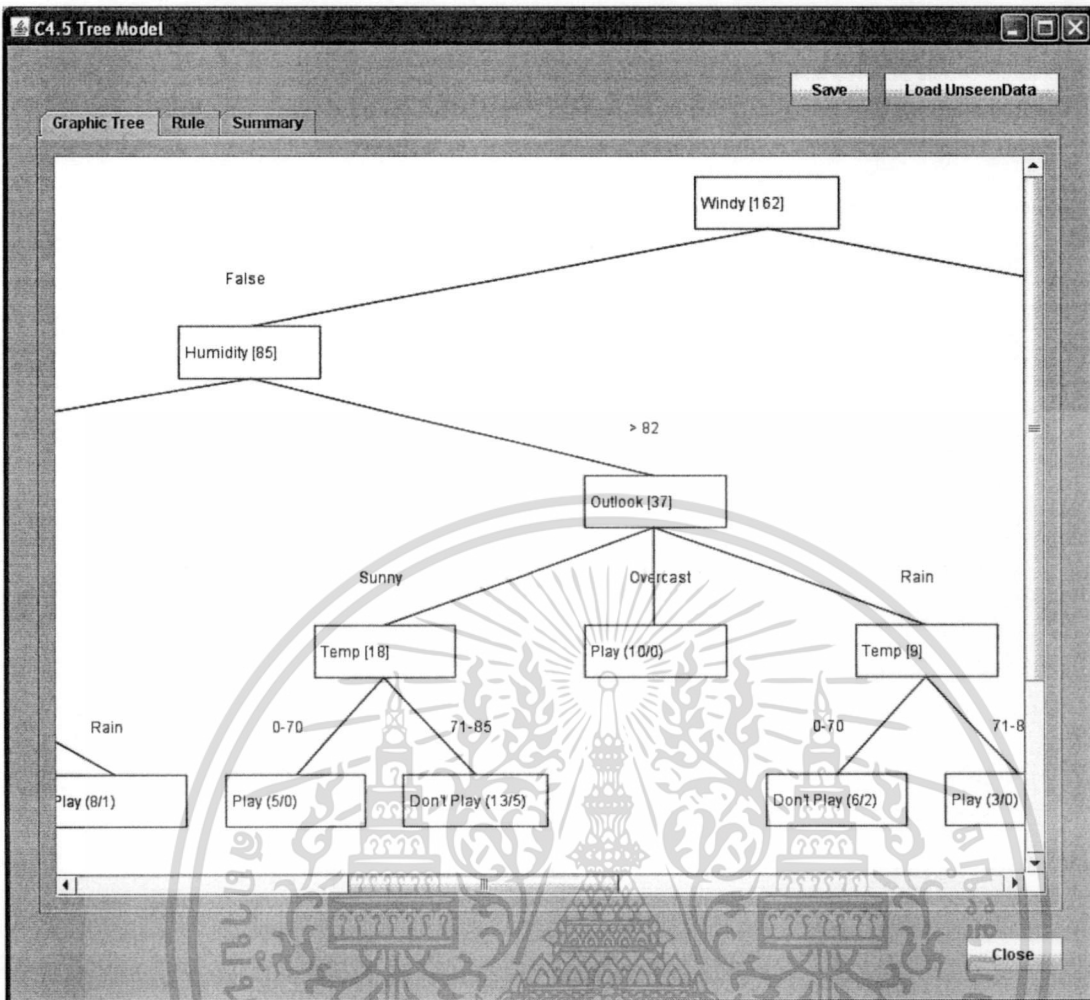 C4.5 Tree Model
Save
Load UnseenData
Graphic Tree
Rule
Summary
Windy [162]
False
Humidity [85]
> 82
Outlook [37]
Sunny
Overcast
Rain
Temp [18]
Play (10/0)
Temp [9]
Rain
0-70
71-85
0-70
71-8
Play (8/1)
Play (5/0)
Don't Play (13/5)
Don't Play (6/2)
Play (3/0)
Close